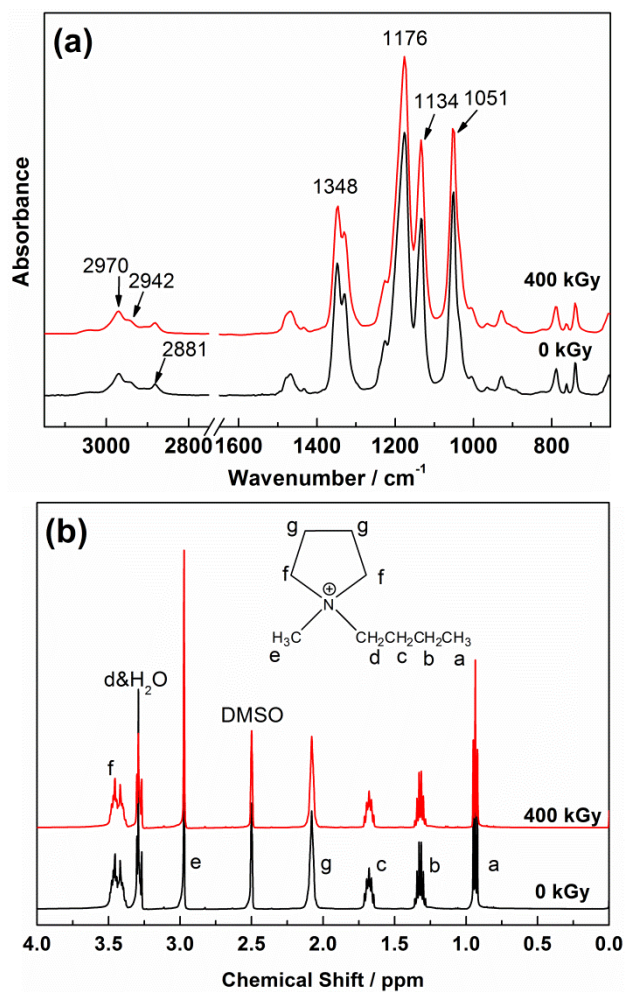 (a)
1176
1134
1051
1348
2970
2942
2881
400 kGy
0 kGy
Absorbance
3000 2800 1600 1400 1200 1000 800
Wavenumber / cm⁻¹
(b)
g g
f f
N ⊕
H₃C CH₂CH₂CH₂CH₃
e d c b a
d&H₂O
DMSO
f
400 kGy
e g c b a
0 kGy
4.0 3.5 3.0 2.5 2.0 1.5 1.0 0.5 0.0
Chemical Shift / ppm